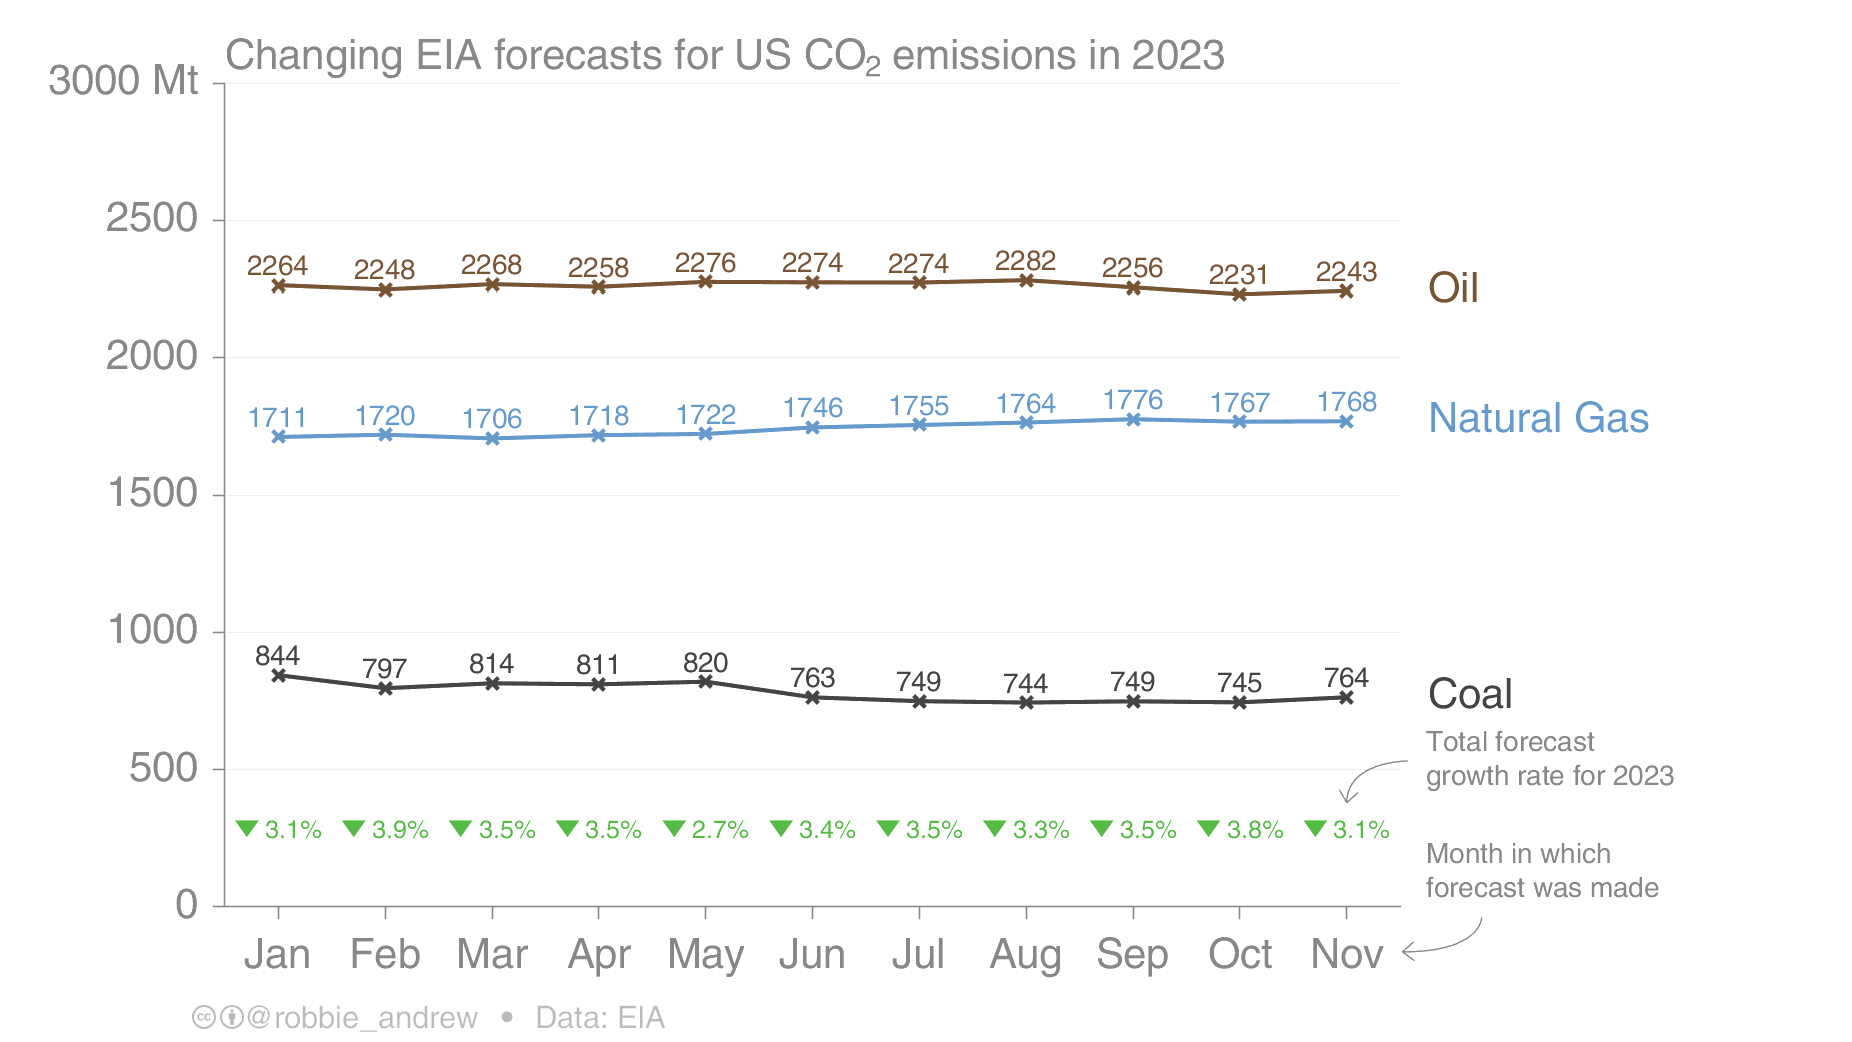 Changing EIA forecasts for US CO₂ emissions in 2023
3000 Mt
2500
2264 2248 2268 2258 2276 2274 2274 2282 2256 2231 2243
Oil
2000
1711 1720 1706 1718 1722 1746 1755 1764 1776 1767 1768
Natural Gas
1500
1000
844 797 814 811 820 763 749 744 749 745 764
Coal
Total forecast
growth rate for 2023
500
▼ 3.1% ▼ 3.9% ▼ 3.5% ▼ 3.5% ▼ 2.7% ▼ 3.4% ▼ 3.5% ▼ 3.3% ▼ 3.5% ▼ 3.8% ▼ 3.1%
Month in which
forecast was made
0
Jan Feb Mar Apr May Jun Jul Aug Sep Oct Nov
cc @robbie_andrew • Data: EIA